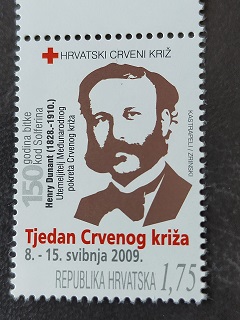 HRVATSKI CRVENI KRIŽ
150 godina bitke
kod Solferina
Henry Dunant (1828.-1910.)
Utemeljitelj Međunarodnog
pokreta Crvenog križa
KASTRAPELI / ZBINSKI
Tjedan Crvenog križa
8. - 15. svibnja 2009.
REPUBLIKA HRVATSKA 1,75